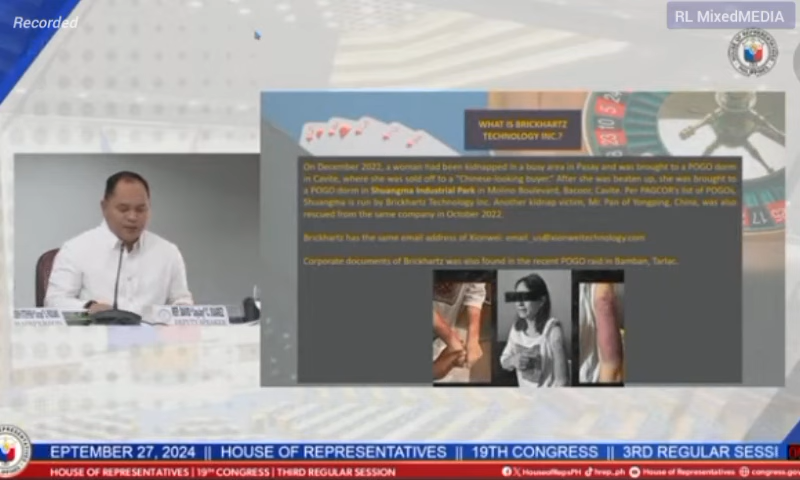 Recorded
RL MixedMEDIA
WHAT IS BRICKHARTZ
TECHNOLOGY INC.?
On December 2022, a woman had been kidnapped in a busy area in Pasay and was brought to a POGO dorm
in Cavite, where she was sold off to a "Chinese-looking buyer." After she was beaten up, she was brought to
a POGO dorm in Shuangma Industrial Park in Molino Boulevard, Bacoor, Cavite. Per PAGCOR's list of POGOs,
Shuangma is run by Brickhartz Technology Inc. Another kidnap victim, Mr. Pan of Yongping, China, was also
rescued from the same company in October 2022.
Brickhartz has the same email address of Xionwei: email_us@xionweitechnology.com
Corporate documents of Brickhartz was also found in the recent POGO raid in Bamban, Tarlac.
DEPUTY SPEAKER
EPTEMBER 27, 2024 || HOUSE OF REPRESENTATIVES || 19TH CONGRESS || 3RD REGULAR SESSI
HOUSE OF REPRESENTATIVES | 19TH CONGRESS | THIRD REGULAR SESSION
HouseofRepsPH hrep_ph House of Representatives congress.gov